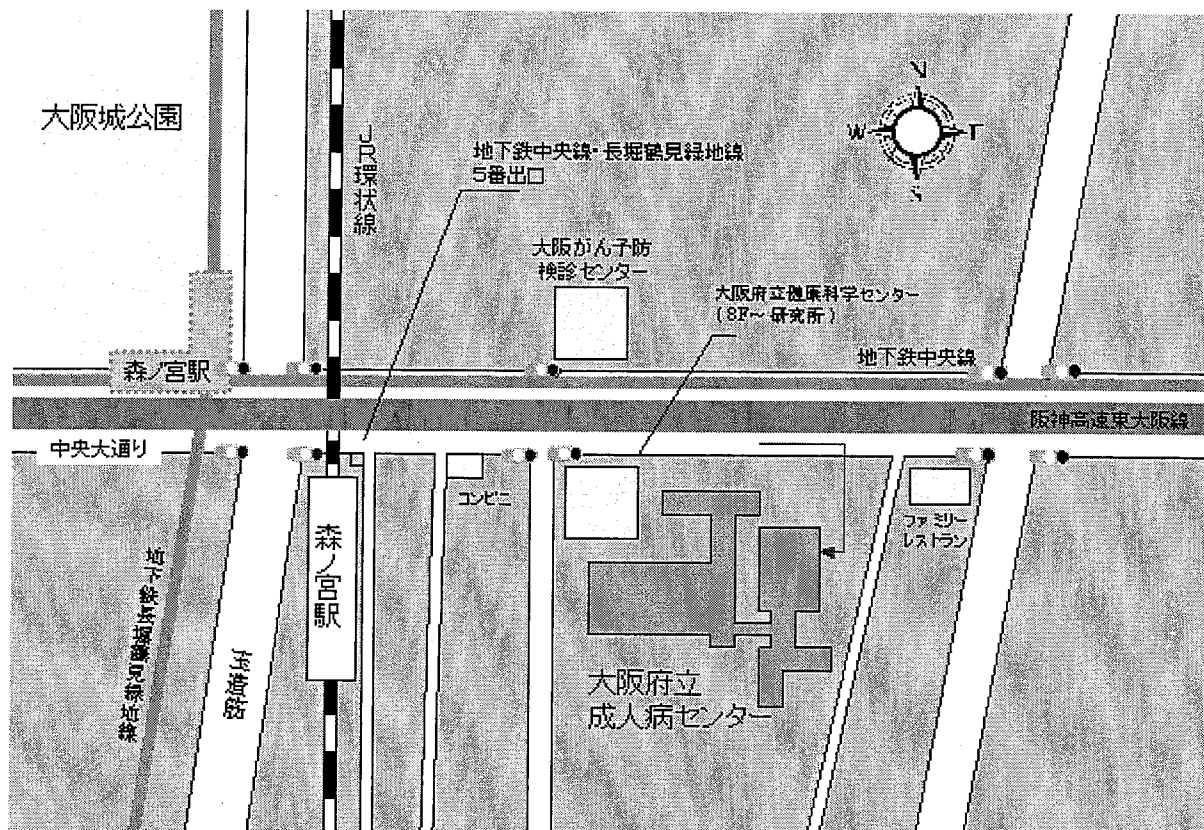 大阪城公園
JR環状線
地下鉄中央線・長堀鶴見緑地線
5番出口
N
W
E
S
大阪がん予防
検診センター
大阪府立健康科学センター
(8F～研究所)
森ノ宮駅
地下鉄中央線
阪神高速東大阪線
中央大通り
コンビニ
ファミリー
レストラン
森ノ宮駅
地下鉄長堀鶴見緑地線
大阪府立
成人病センター